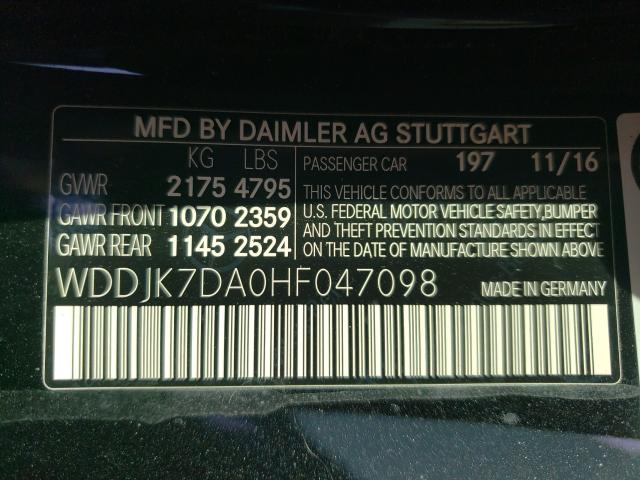 MFD BY DAIMLER AG STUTTGART
KG LBS
GVWR 2175 4795
GAWR FRONT 1070 2359
GAWR REAR 1145 2524
PASSENGER CAR 197 11/16
THIS VEHICLE CONFORMS TO ALL APPLICABLE
U.S. FEDERAL MOTOR VEHICLE SAFETY,BUMPER
AND THEFT PREVENTION STANDARDS IN EFFECT
ON THE DATE OF MANUFACTURE SHOWN ABOVE.
WDDJK7DA0HF047098 MADE IN GERMANY